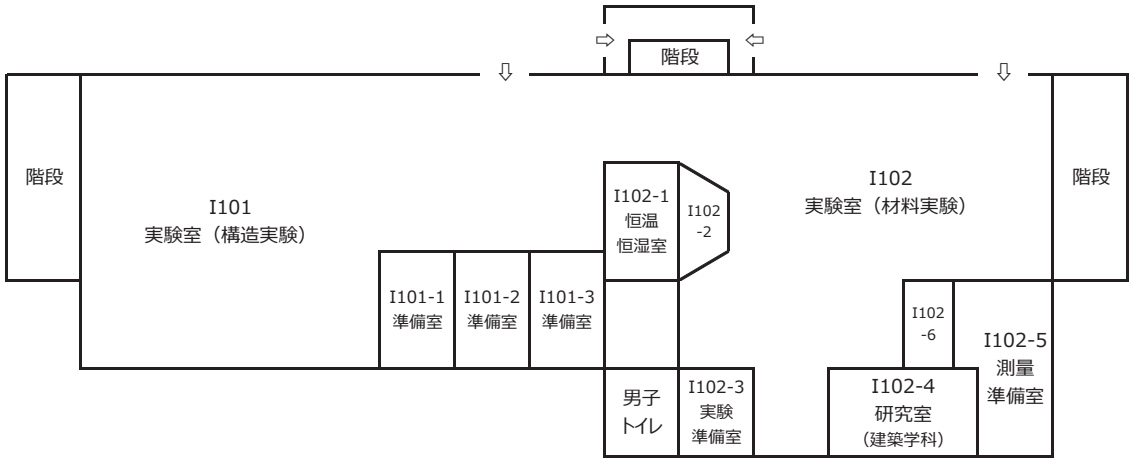 階段
階段
I101
実験室（構造実験）
I102-1
恒温
恒湿室
I102
-2
I102
実験室（材料実験）
階段
I101-1
準備室
I101-2
準備室
I101-3
準備室
I102
-6
I102-5
測量
準備室
男子
トイレ
I102-3
実験
準備室
I102-4
研究室
（建築学科）